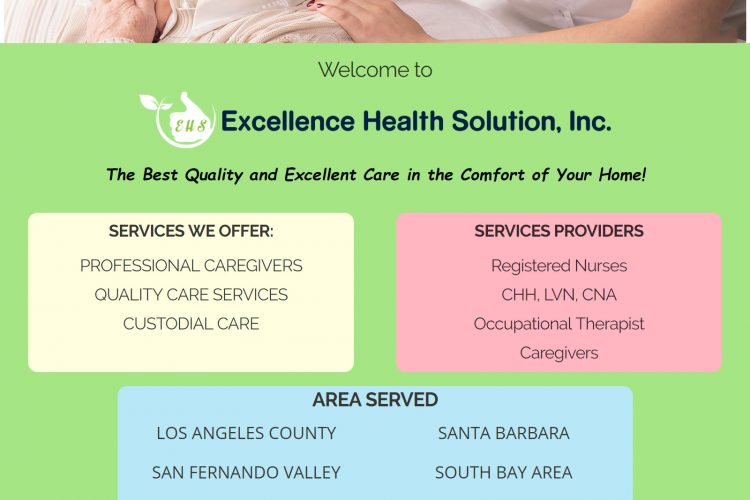 Welcome to
EHS Excellence Health Solution, Inc.
The Best Quality and Excellent Care in the Comfort of Your Home!
SERVICES WE OFFER:
PROFESSIONAL CAREGIVERS
QUALITY CARE SERVICES
CUSTODIAL CARE
SERVICES PROVIDERS
Registered Nurses
CHH, LVN, CNA
Occupational Therapist
Caregivers
AREA SERVED
LOS ANGELES COUNTY
SANTA BARBARA
SAN FERNANDO VALLEY
SOUTH BAY AREA